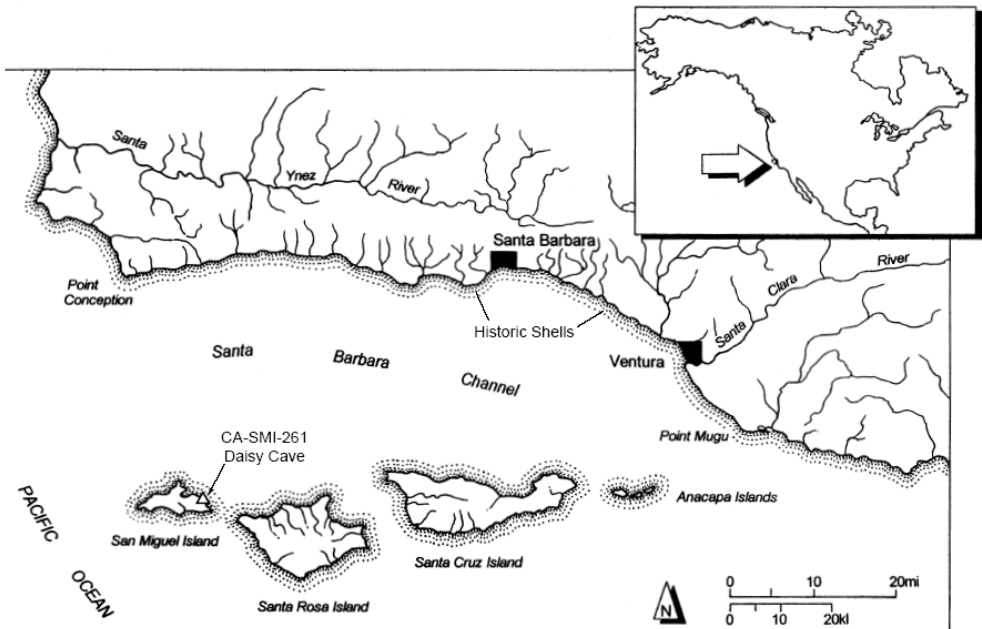 Santa
Ynez
River
Santa Barbara
River
Clara
Santa
Point
Conception
Historic Shells
Ventura
Santa
Barbara
Channel
Point Mugu
CA-SMI-261
Daisy Cave
Anacapa Islands
San Miguel Island
Santa Cruz Island
Santa Rosa Island
PACIFIC
OCEAN
N
0 10 20mi
0 10 20kl